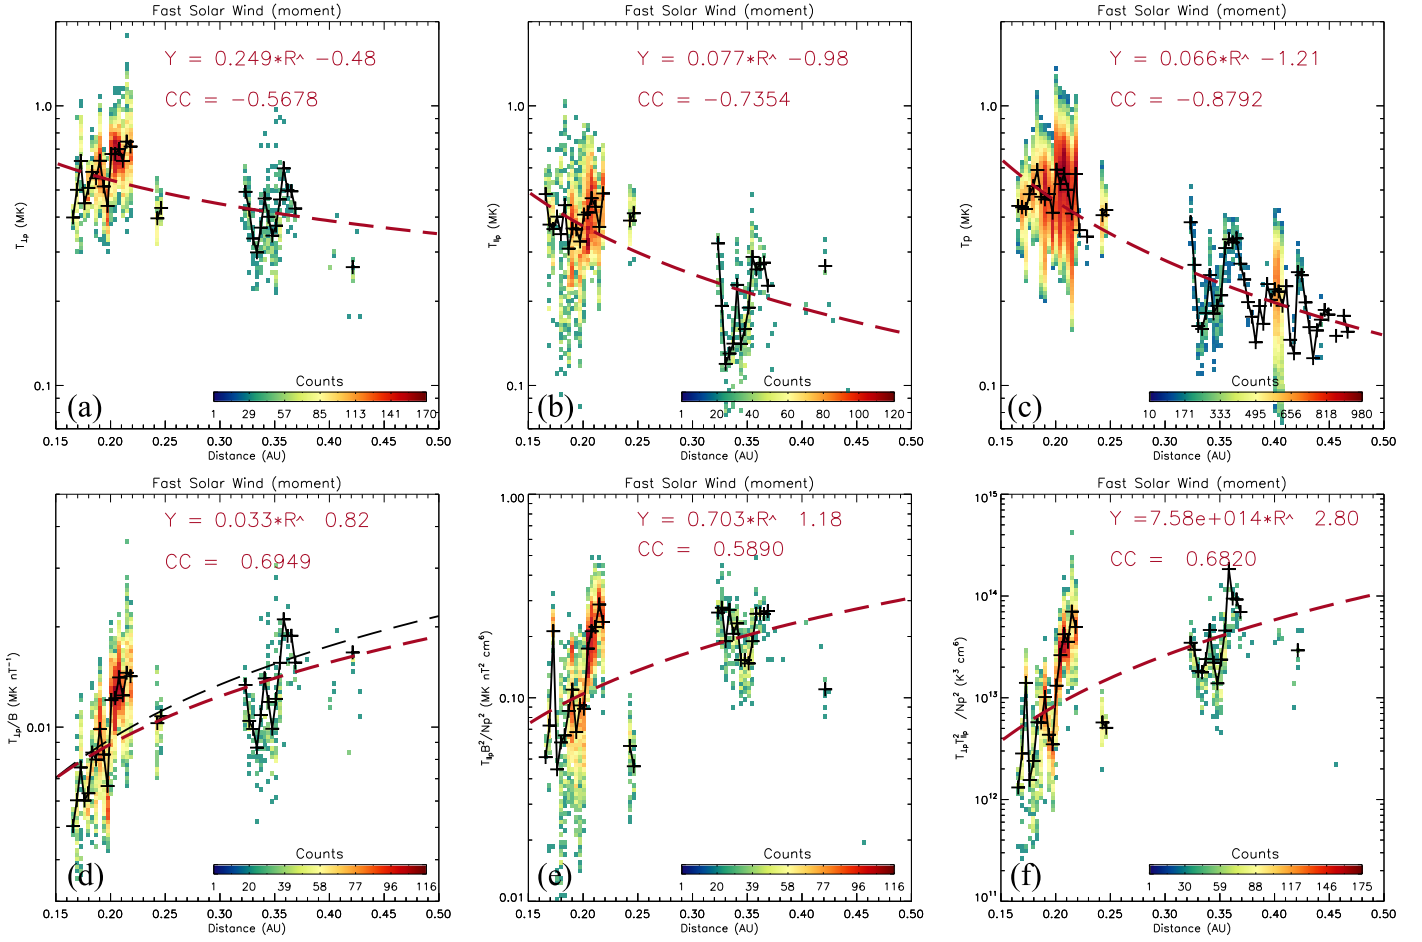 Fast Solar Wind (moment)
Y = 0.249*R^ −0.48
CC = −0.5678
1.0
0.1
T⊥p (MK)
Counts
1 29 57 85 113 141 170
(a)
0.15 0.20 0.25 0.30 0.35 0.40 0.45 0.50
Distance (AU)
Fast Solar Wind (moment)
Y = 0.077*R^ −0.98
CC = −0.7354
1.0
0.1
T∥p (MK)
Counts
1 20 40 60 80 100 120
(b)
0.15 0.20 0.25 0.30 0.35 0.40 0.45 0.50
Distance (AU)
Fast Solar Wind (moment)
Y = 0.066*R^ −1.21
CC = −0.8792
1.0
0.1
Tp (MK)
Counts
10 171 333 495 656 818 980
(c)
0.15 0.20 0.25 0.30 0.35 0.40 0.45 0.50
Distance (AU)
Fast Solar Wind (moment)
Y = 0.033*R^ 0.82
CC = 0.6949
0.01
T⊥p/B (MK nT⁻¹)
Counts
1 20 39 58 77 96 116
(d)
0.15 0.20 0.25 0.30 0.35 0.40 0.45 0.50
Distance (AU)
Fast Solar Wind (moment)
Y = 0.703*R^ 1.18
CC = 0.5890
1.00
0.10
0.01
T∥pB²/Np² (MK nT² cm⁶)
Counts
1 20 39 58 77 96 116
(e)
0.15 0.20 0.25 0.30 0.35 0.40 0.45 0.50
Distance (AU)
Fast Solar Wind (moment)
Y =7.58e+014*R^ 2.80
CC = 0.6820
10¹⁵
10¹⁴
10¹³
10¹²
10¹¹
T⊥pT∥p²/Np² (K³ cm⁶)
Counts
1 30 59 88 117 146 175
(f)
0.15 0.20 0.25 0.30 0.35 0.40 0.45 0.50
Distance (AU)